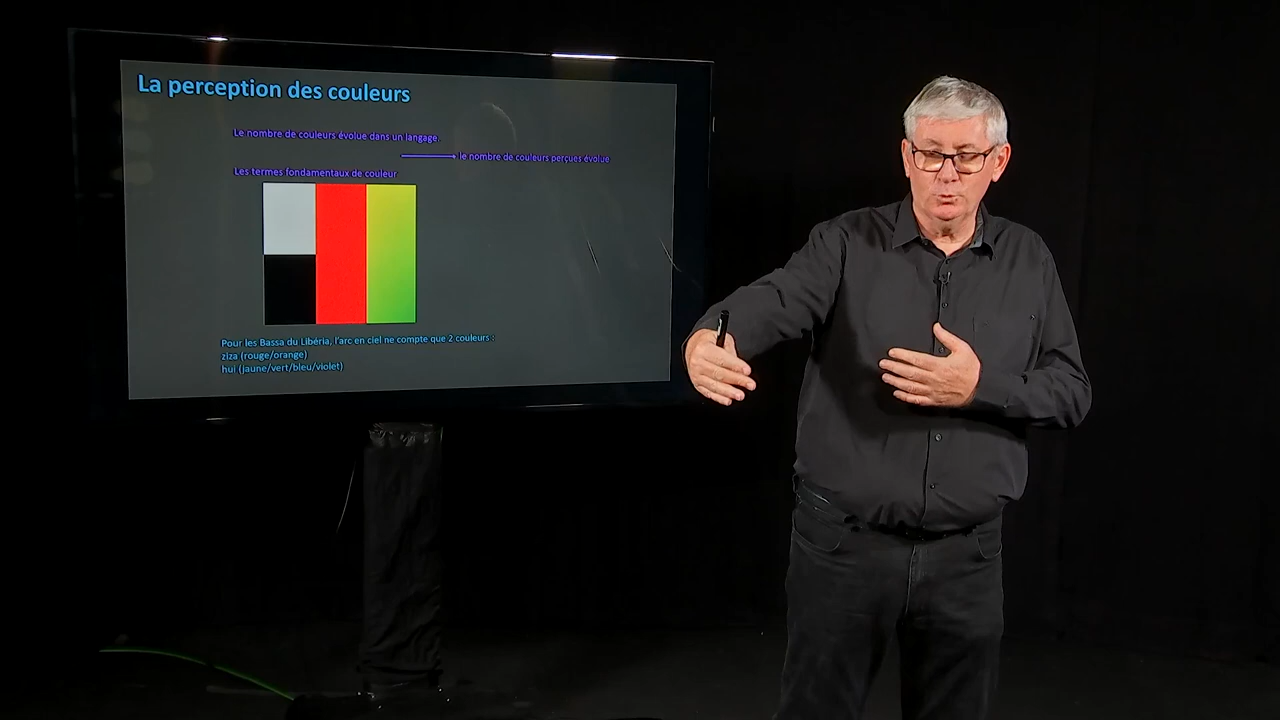 La perception des couleurs
Le nombre de couleurs évolue dans un langage.
le nombre de couleurs perçues évolue
Les termes fondamentaux de couleur
Pour les Bassa du Libéria, l'arc en ciel ne compte que 2 couleurs :
ziza (rouge/orange)
hui (jaune/vert/bleu/violet)